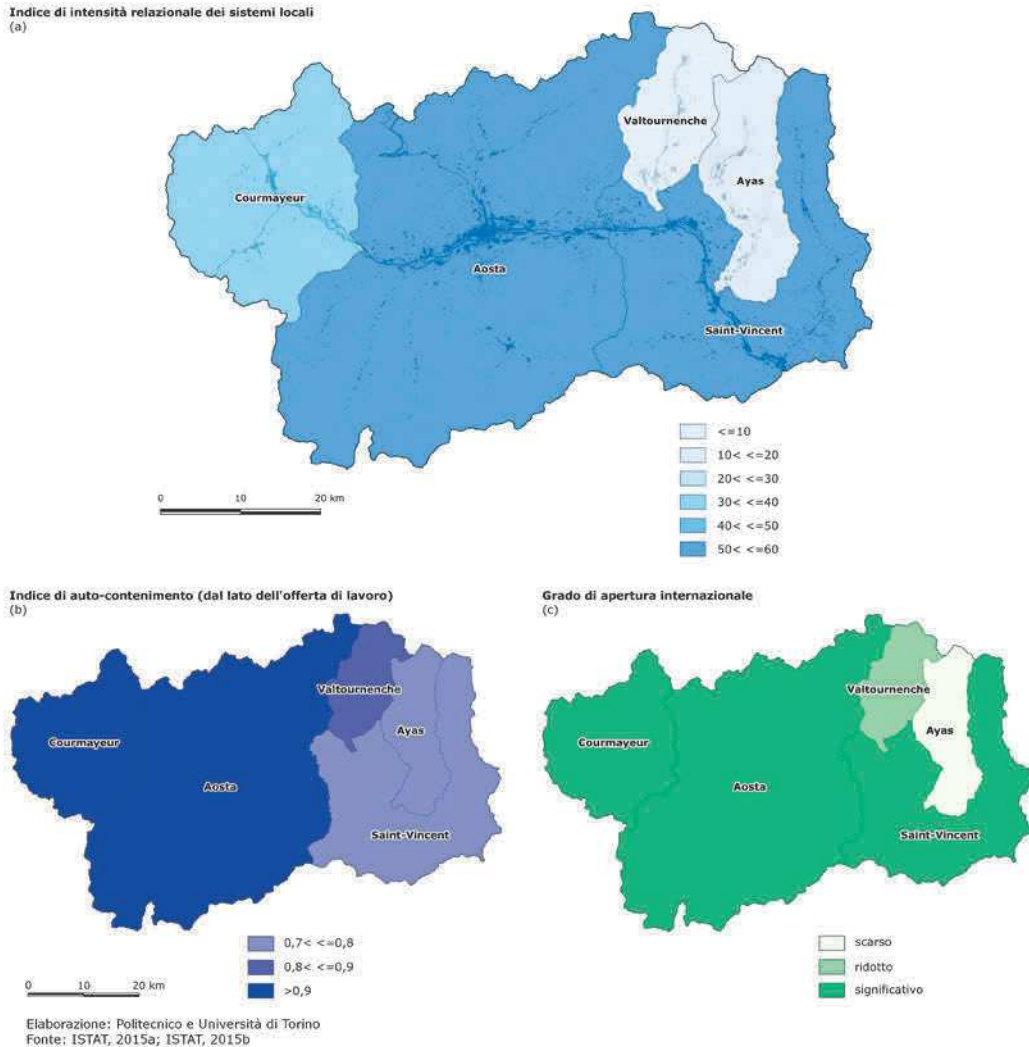 Indice di intensità relazionale dei sistemi locali
(a)
Valtournenche
Courmayeur
Ayas
Aosta
Saint-Vincent
<=10
10< <=20
20< <=30
30< <=40
40< <=50
50< <=60
0 10 20 km
Indice di auto-contenimento (dal lato dell'offerta di lavoro)
(b)
Valtournenche
Courmayeur
Ayas
Aosta
Saint-Vincent
0,7< <=0,8
0,8< <=0,9
>0,9
0 10 20 km
Grado di apertura internazionale
(c)
Valtournenche
Courmayeur
Ayas
Aosta
Saint-Vincent
scarso
ridotto
significativo
Elaborazione: Politecnico e Università di Torino
Fonte: ISTAT, 2015a; ISTAT, 2015b